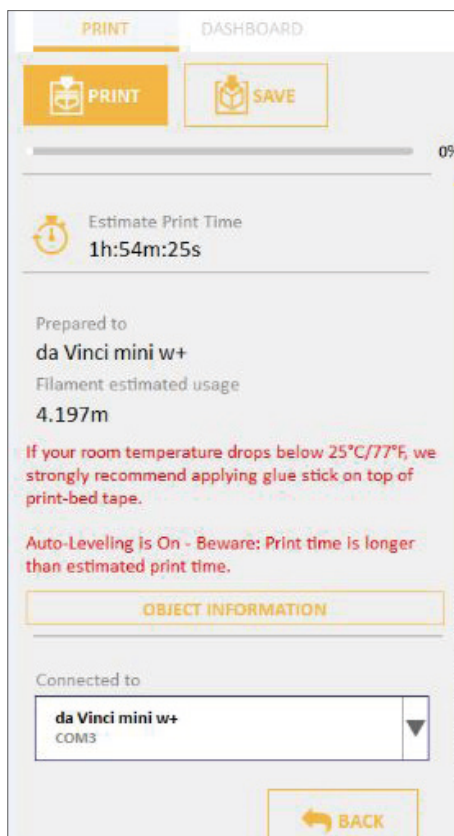 PRINT DASHBOARD
PRINT SAVE
0%
Estimate Print Time
1h:54m:25s
Prepared to
da Vinci mini w+
Filament estimated usage
4.197m
If your room temperature drops below 25°C/77°F, we
strongly recommend applying glue stick on top of
print-bed tape.
Auto-Leveling is On - Beware: Print time is longer
than estimated print time.
OBJECT INFORMATION
Connected to
da Vinci mini w+
COM3
BACK